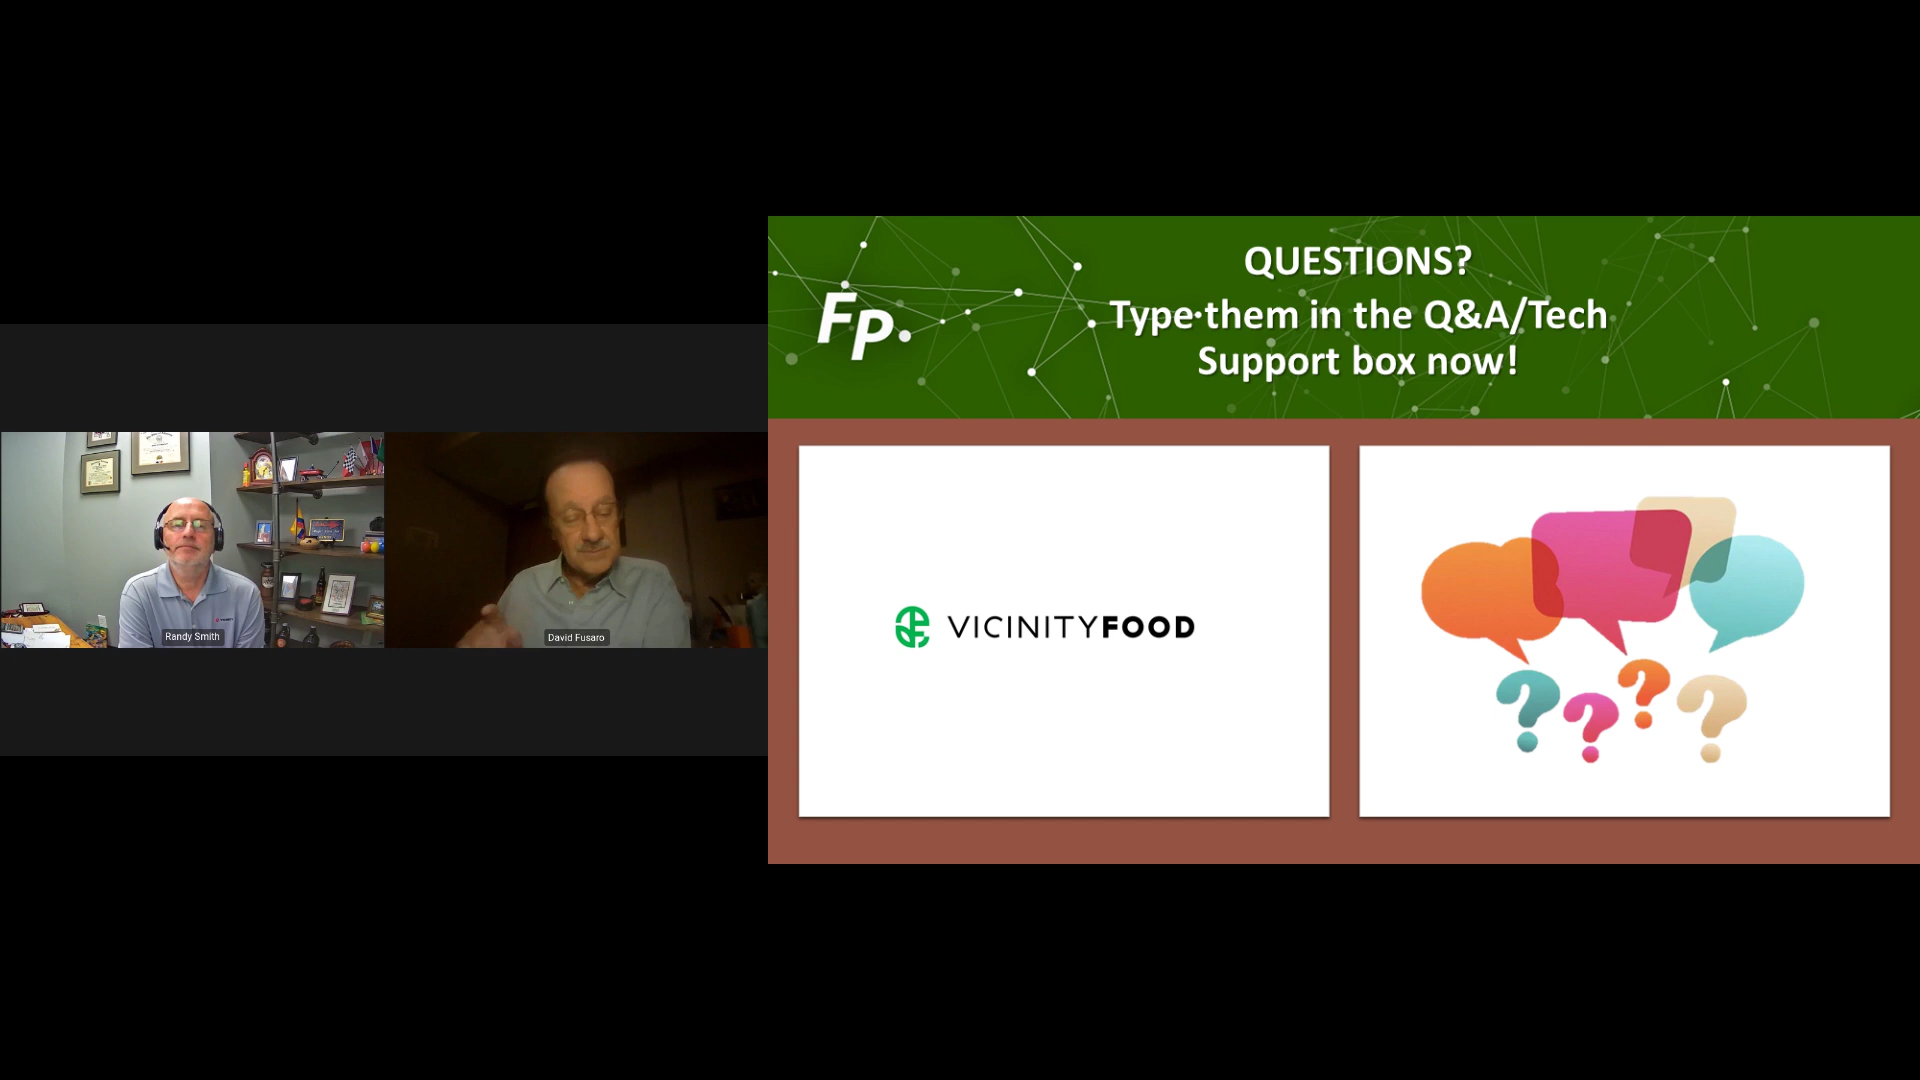 QUESTIONS?
Type them in the Q&A/Tech
Support box now!
FP
VICINITYFOOD
Randy Smith
David Fusaro